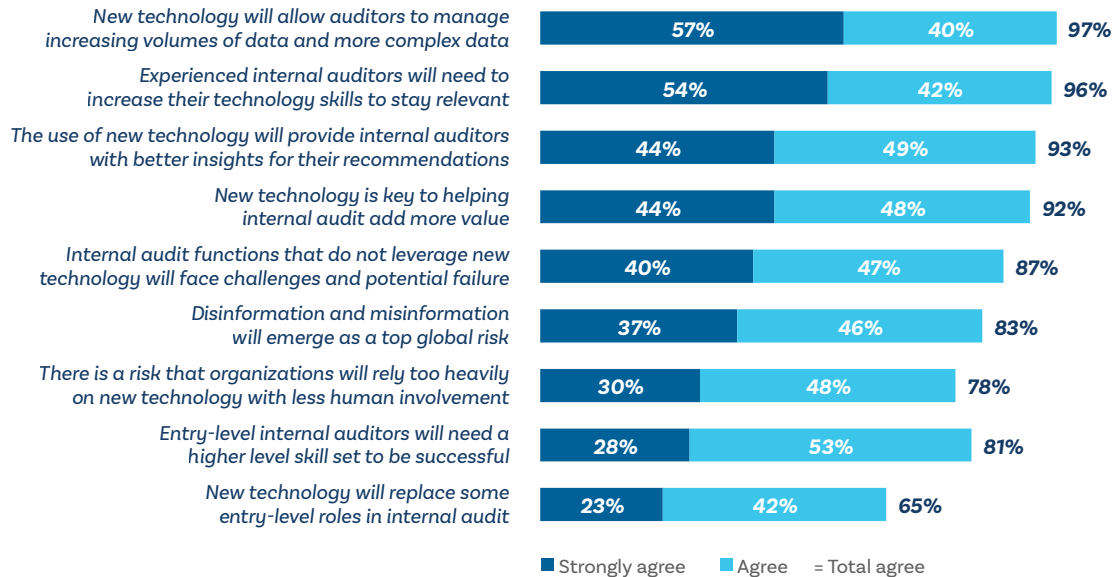 New technology will allow auditors to manage
increasing volumes of data and more complex data
57%
40%
97%
Experienced internal auditors will need to
increase their technology skills to stay relevant
54%
42%
96%
The use of new technology will provide internal auditors
with better insights for their recommendations
44%
49%
93%
New technology is key to helping
internal audit add more value
44%
48%
92%
Internal audit functions that do not leverage new
technology will face challenges and potential failure
40%
47%
87%
Disinformation and misinformation
will emerge as a top global risk
37%
46%
83%
There is a risk that organizations will rely too heavily
on new technology with less human involvement
30%
48%
78%
Entry-level internal auditors will need a
higher level skill set to be successful
28%
53%
81%
New technology will replace some
entry-level roles in internal audit
23%
42%
65%
Strongly agree
Agree
= Total agree